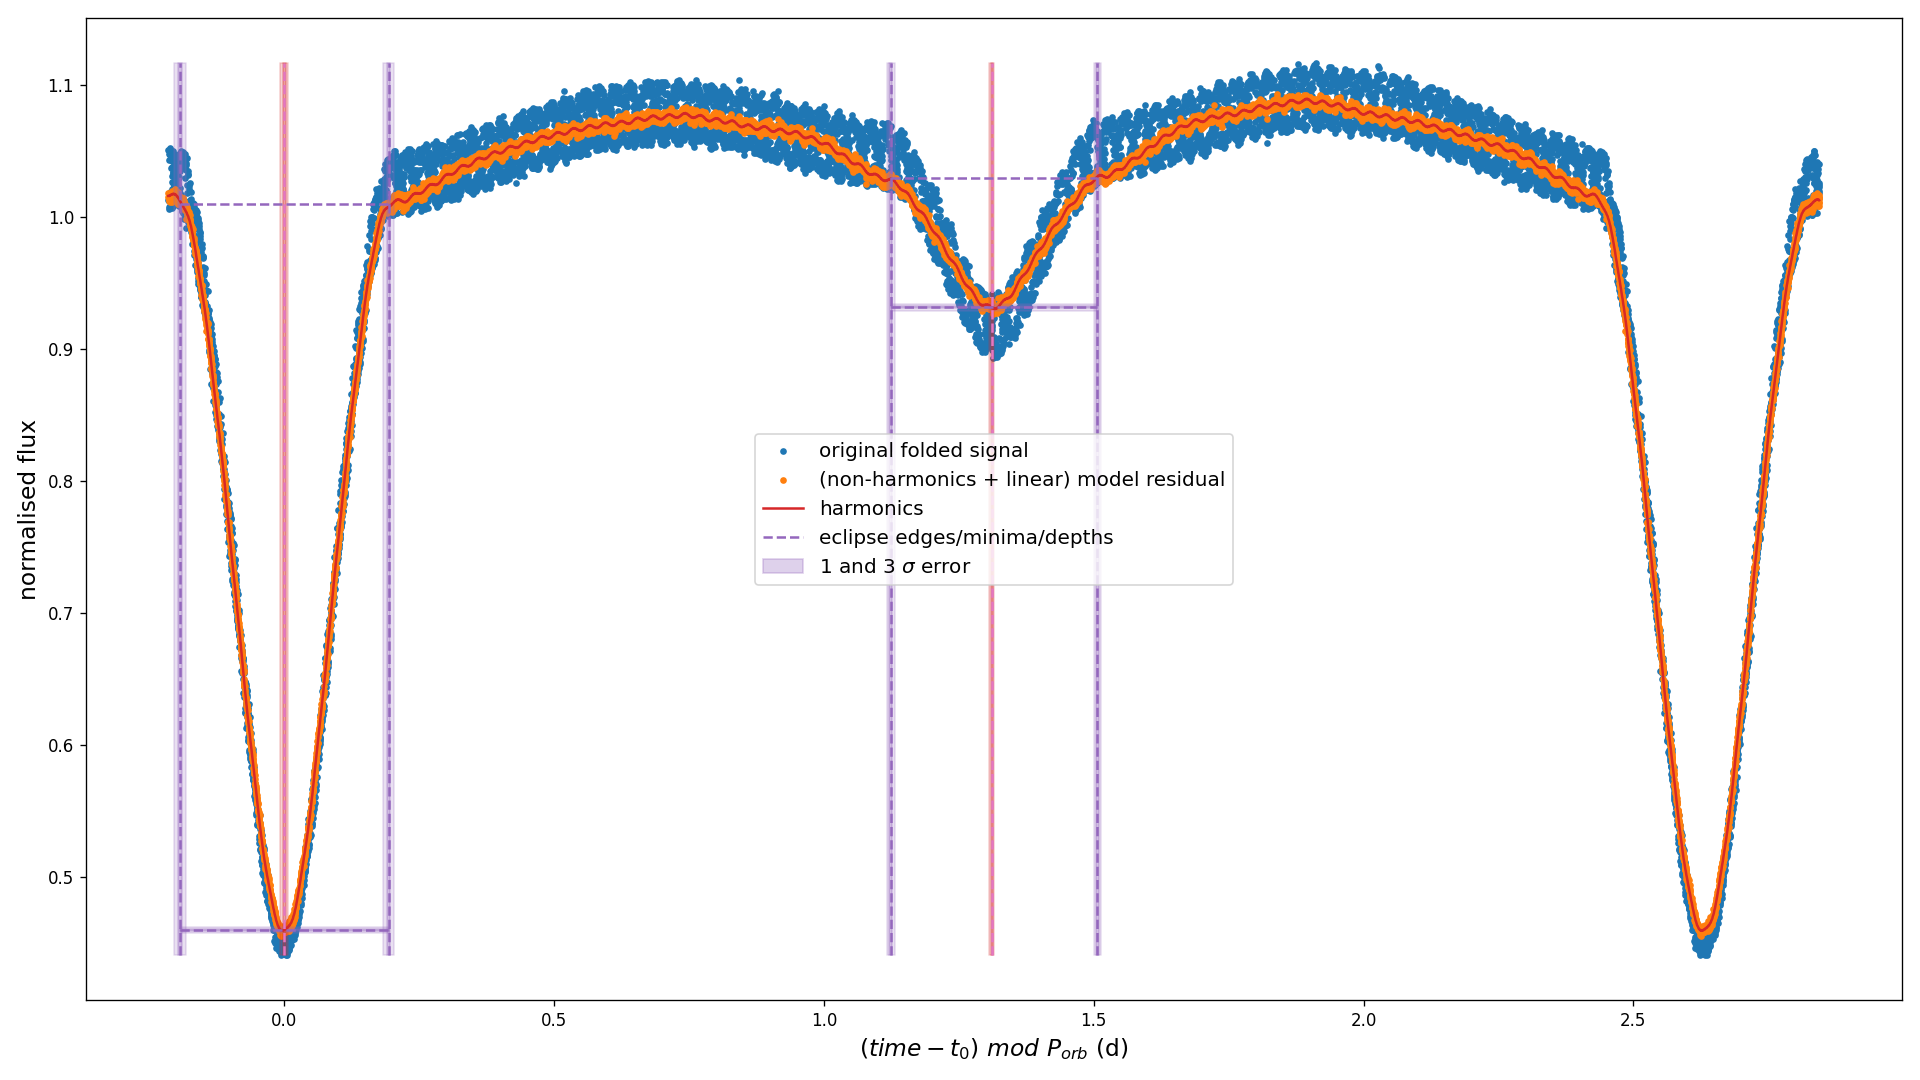 1.1
1.0
0.9
0.8
0.7
0.6
0.5
normalised flux
original folded signal
(non-harmonics + linear) model residual
harmonics
eclipse edges/minima/depths
1 and 3 σ error
0.0 0.5 1.0 1.5 2.0 2.5
(time − t₀) mod Pₒᵣb (d)